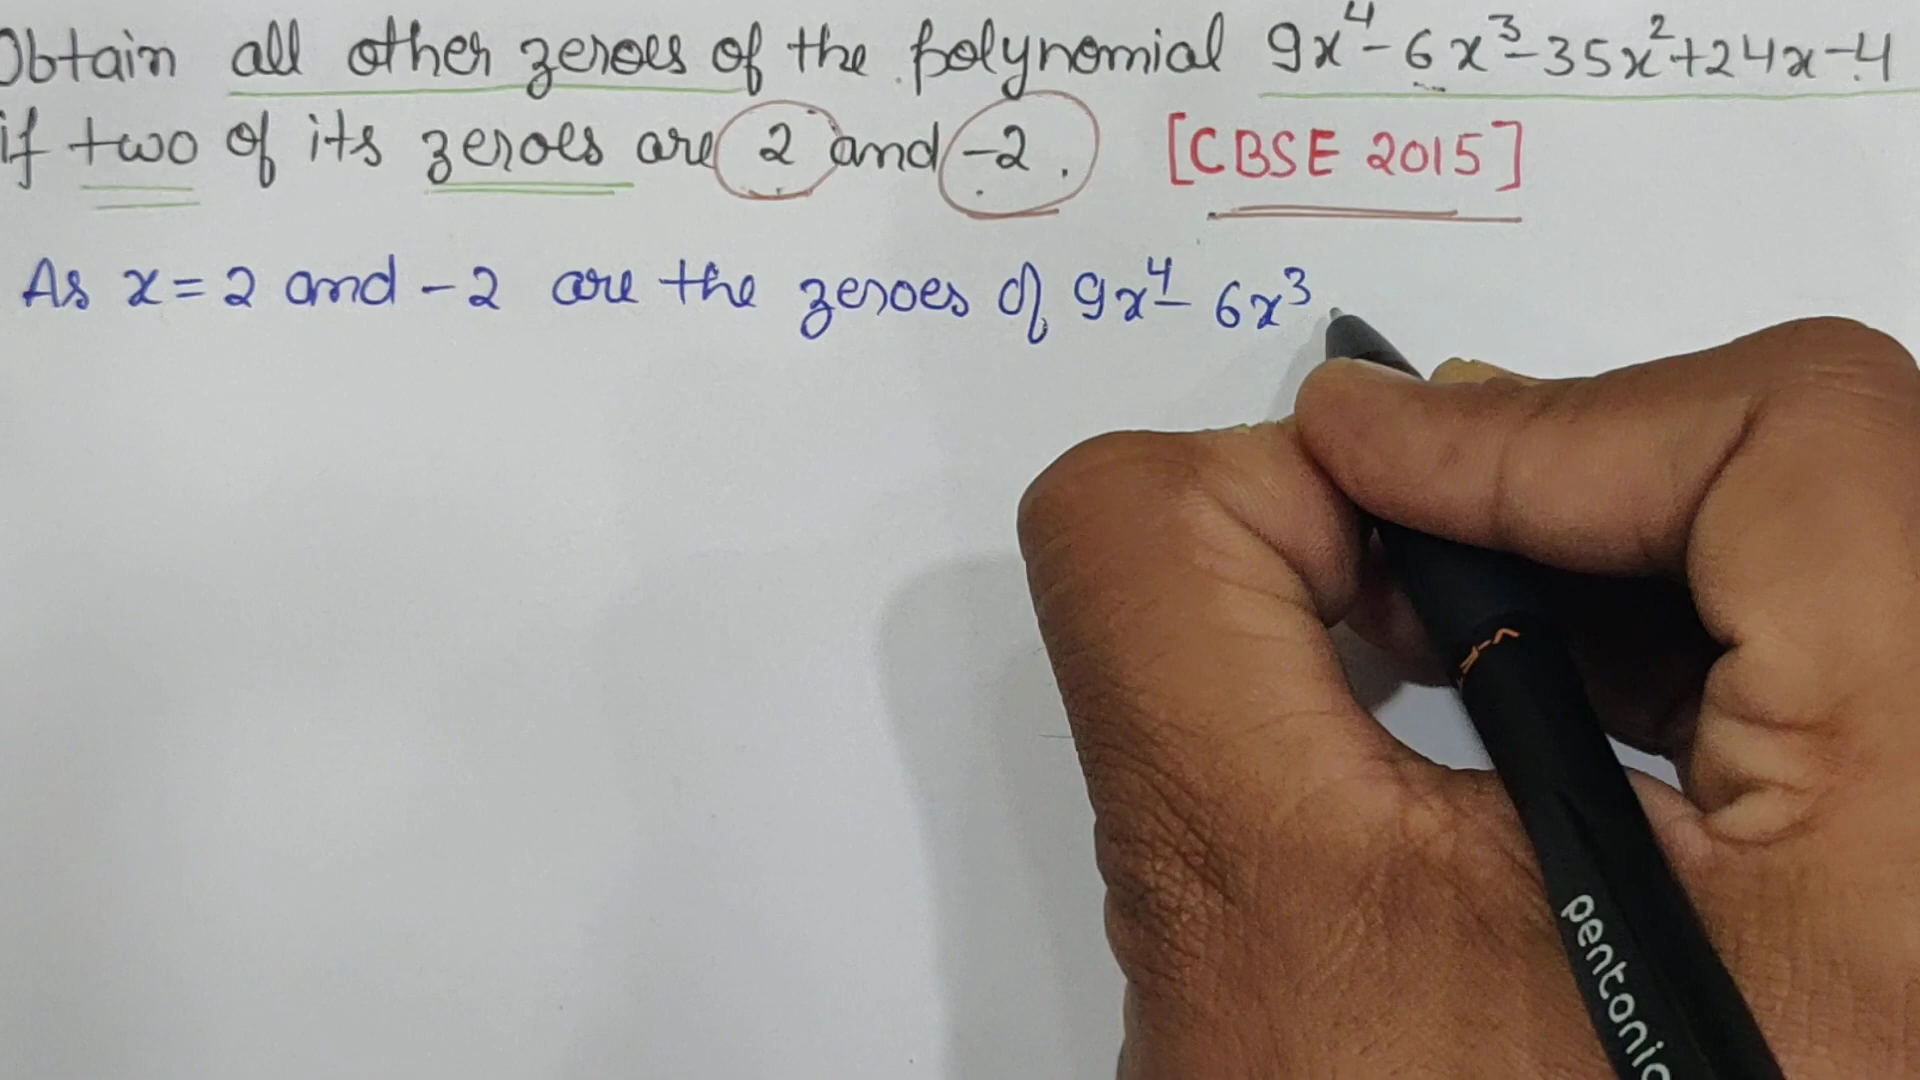 Obtain all other zeroes of the polynomial 9x⁴-6x³-35x²+24x-4
if two of its zeroes are 2 and -2. [CBSE 2015]
As x=2 and -2 are the zeroes of 9x⁴- 6x³
pentonic
V-K